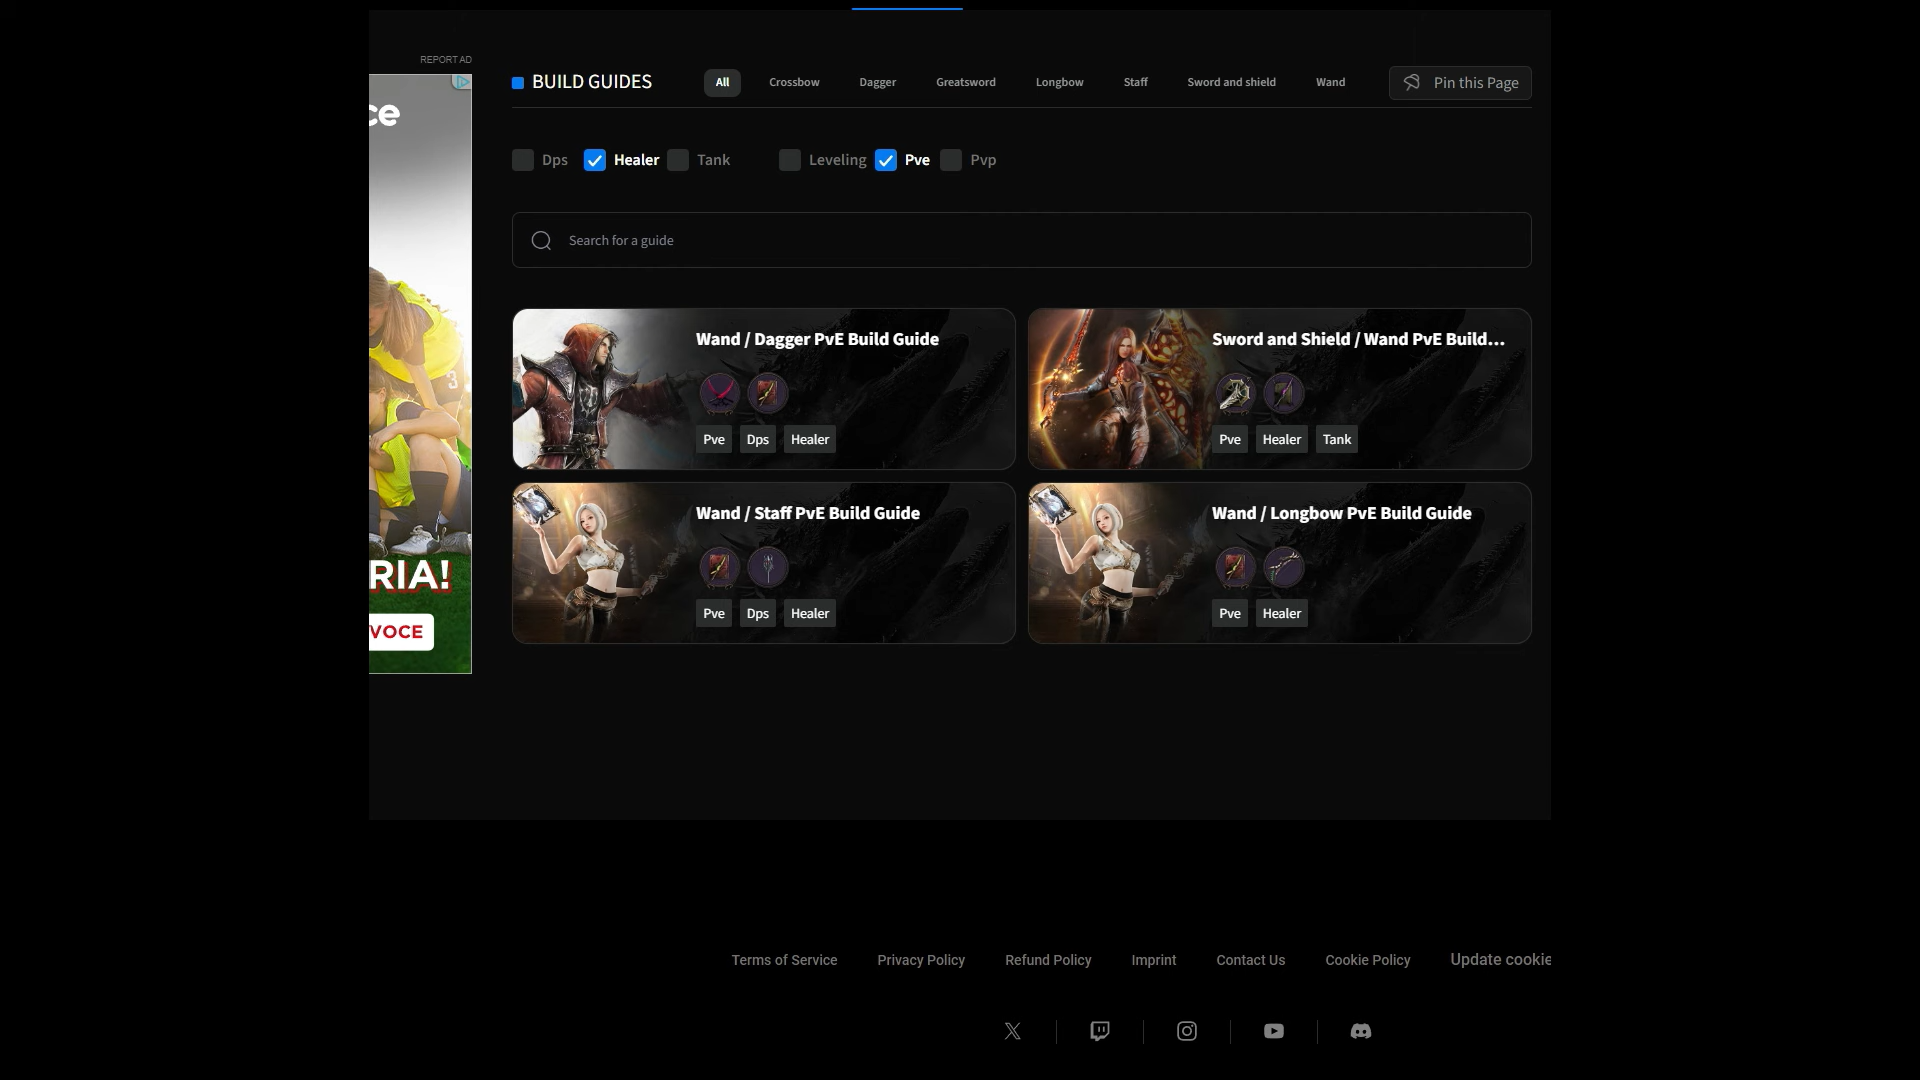 REPORT AD
ce
RIA!
VOCE
BUILD GUIDES
All
Crossbow
Dagger
Greatsword
Longbow
Staff
Sword and shield
Wand
Pin this Page
Dps
Healer
Tank
Leveling
Pve
Pvp
Search for a guide
Wand / Dagger PvE Build Guide
Pve Dps Healer
Sword and Shield / Wand PvE Build...
Pve Healer Tank
Wand / Staff PvE Build Guide
Pve Dps Healer
Wand / Longbow PvE Build Guide
Pve Healer
Terms of Service
Privacy Policy
Refund Policy
Imprint
Contact Us
Cookie Policy
Update cookie